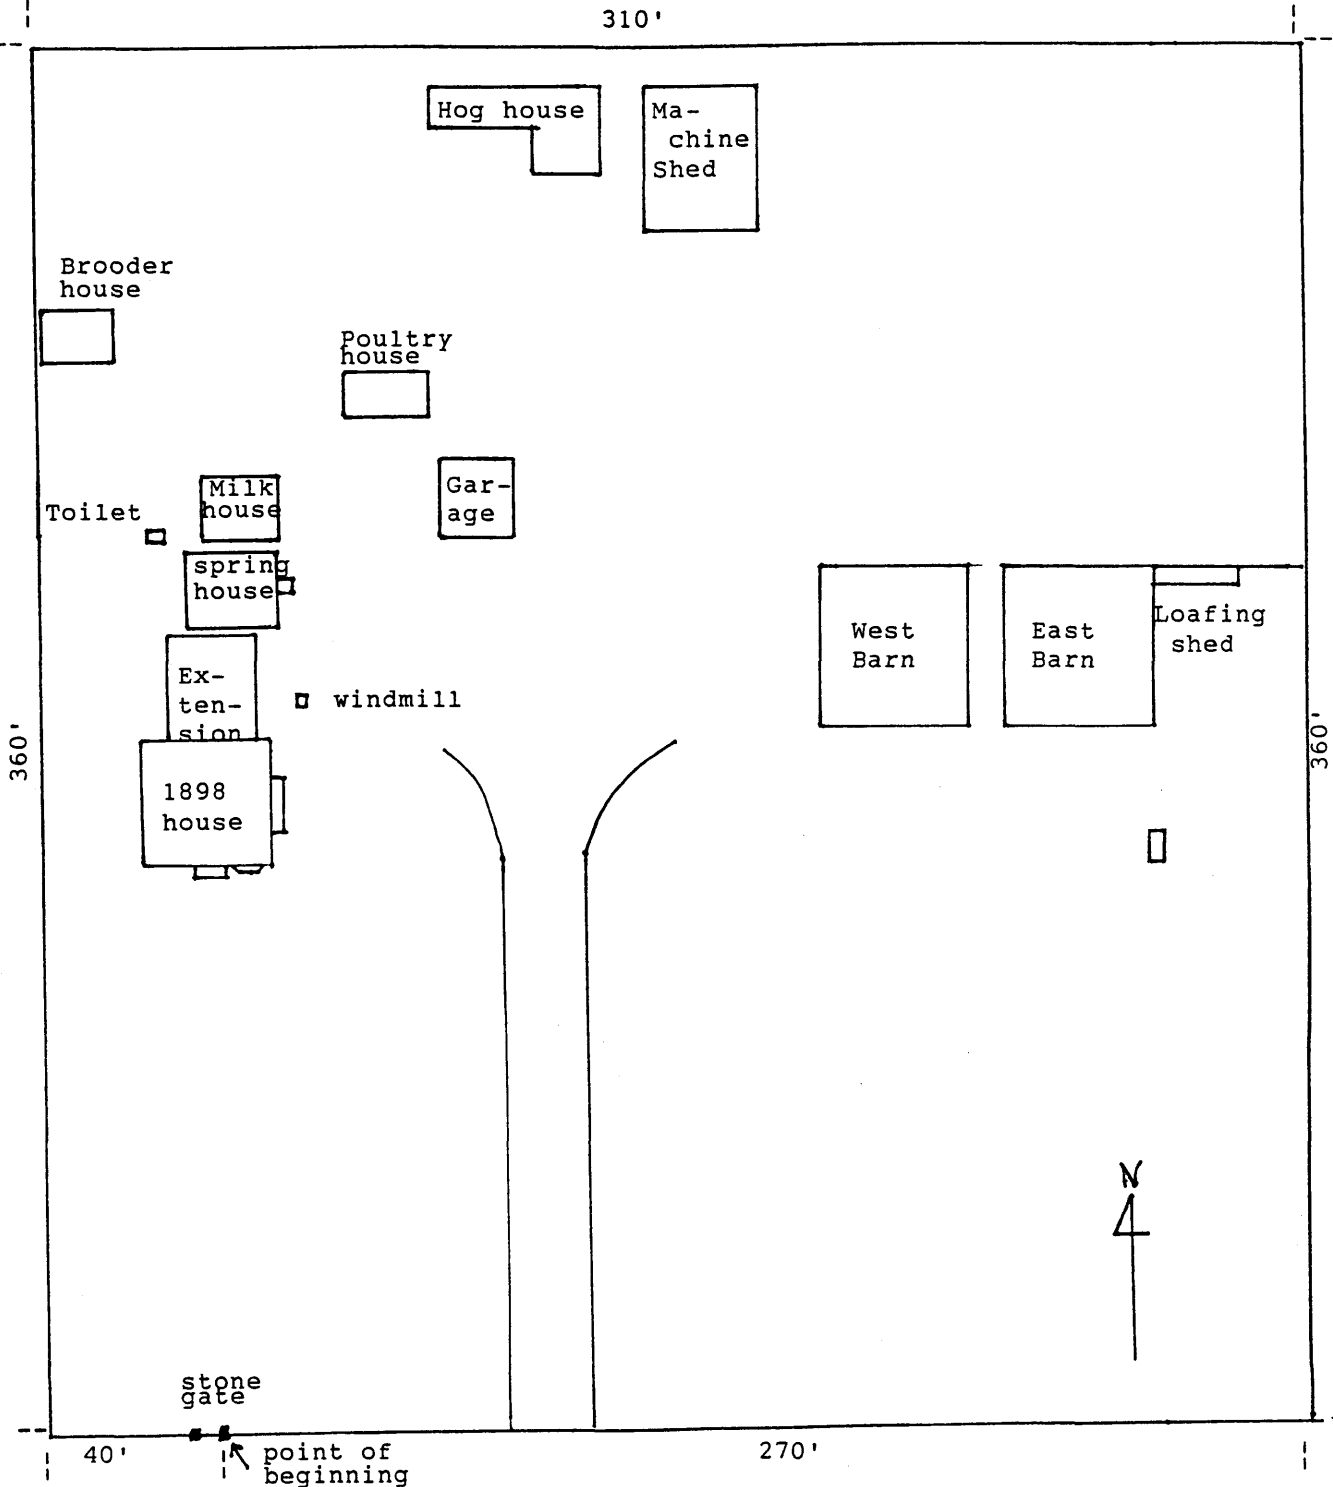 310'
Hog house
Ma-
chine
Shed
Brooder
house
Poultry
house
Milk
house
Gar-
age
Toilet
spring
house
West
Barn
East
Barn
Loafing
shed
Ex-
ten-
sion
windmill
360'
360'
1898
house
N
stone
gate
40'
point of
beginning
270'